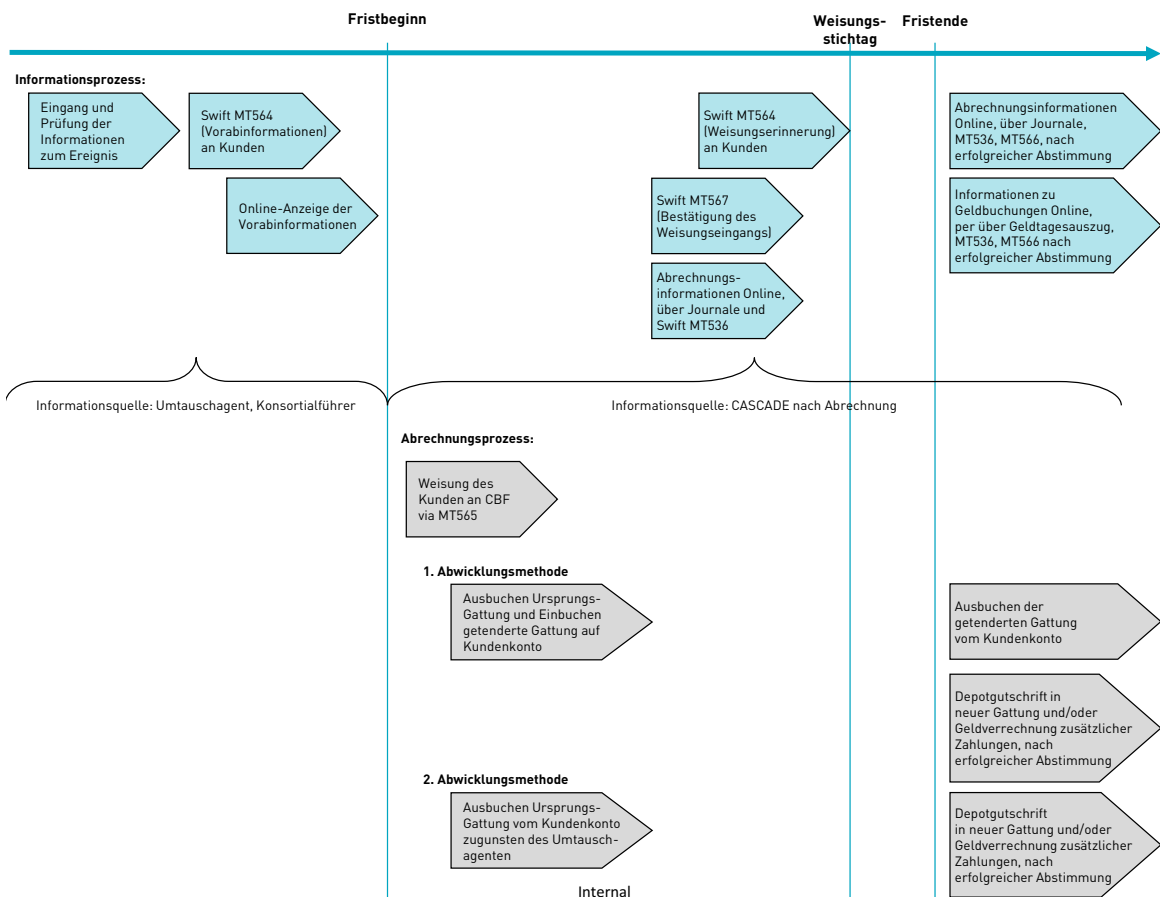 Fristbeginn
Weisungs-
stichtag
Fristende
Informationsprozess:
Eingang und
Prüfung der
Informationen
zum Ereignis
Swift MT564
(Vorabinformationen)
an Kunden
Swift MT564
(Weisungserinnerung)
an Kunden
Abrechnungsinformationen
Online, über Journale,
MT536, MT566, nach
erfolgreicher Abstimmung
Online-Anzeige der
Vorabinformationen
Swift MT567
(Bestätigung des
Weisungseingangs)
Informationen zu
Geldbuchungen Online,
per über Geldtagesauszug,
MT536, MT566 nach
erfolgreicher Abstimmung
Abrechnungs-
informationen Online,
über Journale und
Swift MT536
Informationsquelle: Umtauschagent, Konsortialführer
Informationsquelle: CASCADE nach Abrechnung
Abrechnungsprozess:
Weisung des
Kunden an CBF
via MT565
1. Abwicklungsmethode
Ausbuchen Ursprungs-
Gattung und Einbuchen
getenderte Gattung auf
Kundenkonto
Ausbuchen der
getenderten Gattung
vom Kundenkonto
Depotgutschrift in
neuer Gattung und/oder
Geldverrechnung zusätzlicher
Zahlungen, nach
erfolgreicher Abstimmung
2. Abwicklungsmethode
Ausbuchen Ursprungs-
Gattung vom Kundenkonto
zugunsten des Umtausch-
agenten
Depotgutschrift
in neuer Gattung und/oder
Geldverrechnung zusätzlicher
Zahlungen, nach
erfolgreicher Abstimmung
Internal